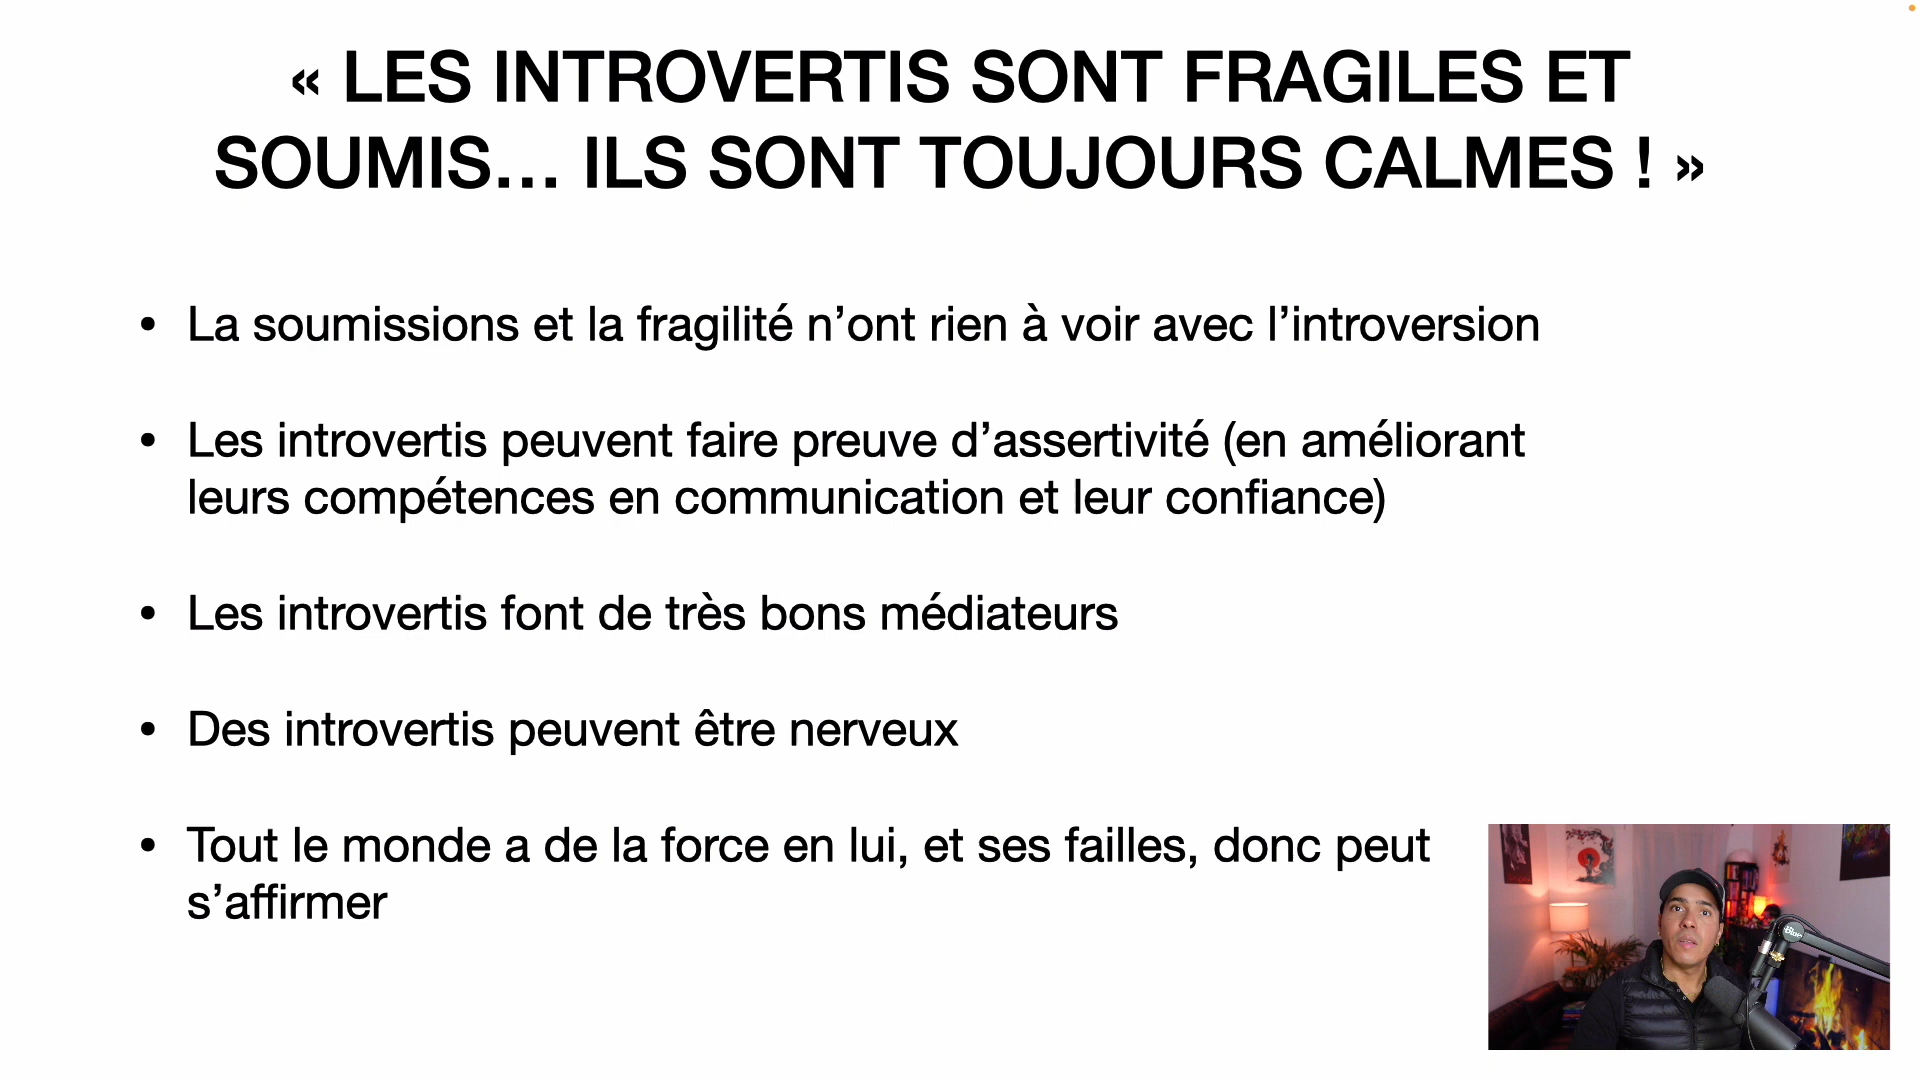 « LES INTROVERTIS SONT FRAGILES ET
SOUMIS… ILS SONT TOUJOURS CALMES ! »
• La soumissions et la fragilité n’ont rien à voir avec l’introversion
• Les introvertis peuvent faire preuve d’assertivité (en améliorant
leurs compétences en communication et leur confiance)
• Les introvertis font de très bons médiateurs
• Des introvertis peuvent être nerveux
• Tout le monde a de la force en lui, et ses failles, donc peut
s’affirmer